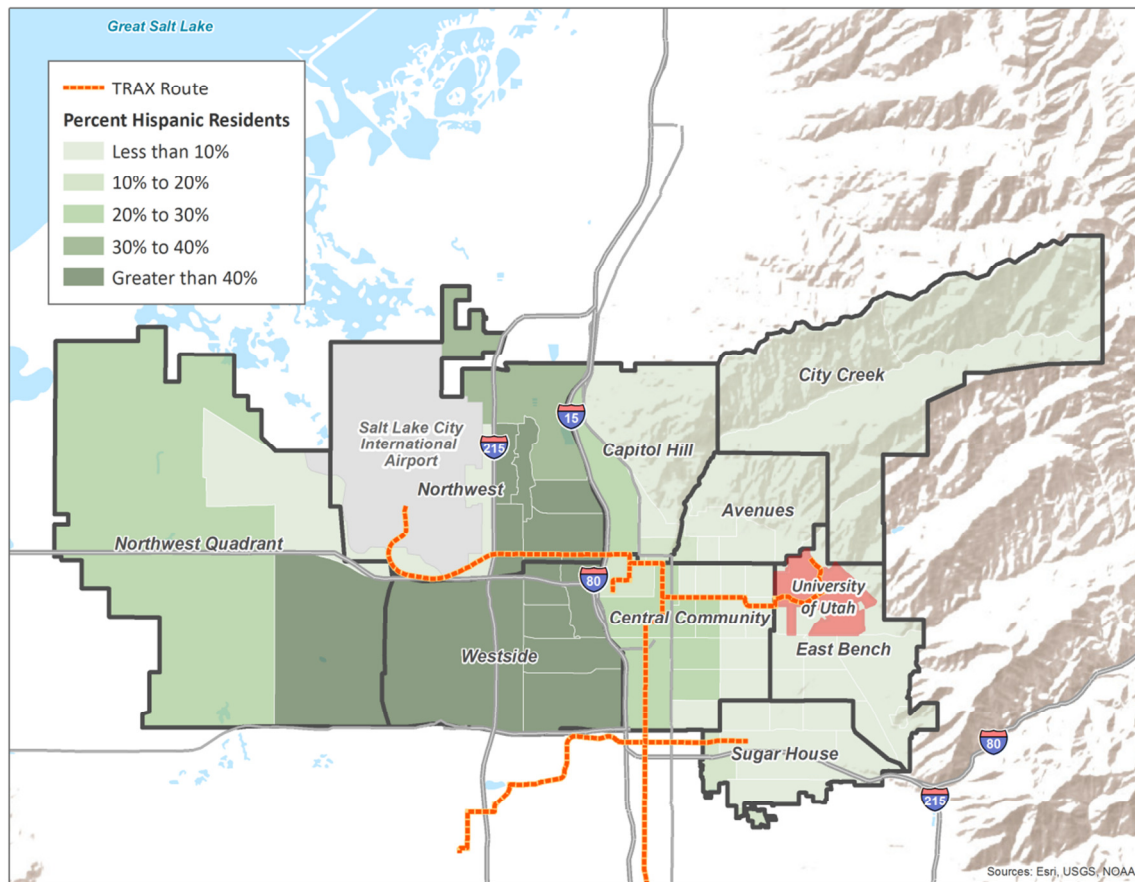 Great Salt Lake
TRAX Route
Percent Hispanic Residents
Less than 10%
10% to 20%
20% to 30%
30% to 40%
Greater than 40%
City Creek
Salt Lake City
International
Airport
15
215
Capitol Hill
Northwest
Avenues
Northwest Quadrant
80
University
of Utah
Central Community
East Bench
Westside
Sugar House
80
215
Sources: Esri, USGS, NOAA